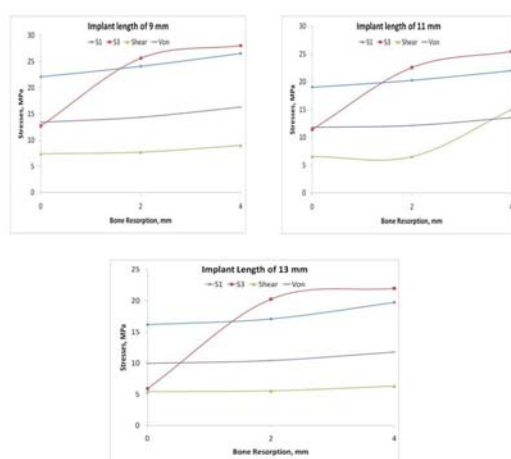 Implant length of 9 mm
S1 S3 Shear Von
Stresses, MPa
30
25
20
15
10
5
0
0 2 4
Bone Resorption, mm
Implant length of 11 mm
S1 S3 Shear Von
Stresses, MPa
30
25
20
15
10
5
0
0 2 4
Bone Resorption, mm
Implant Length of 13 mm
S1 S3 Shear Von
Stresses, MPa
25
20
15
10
5
0
0 2 4
Bone Resorption, mm